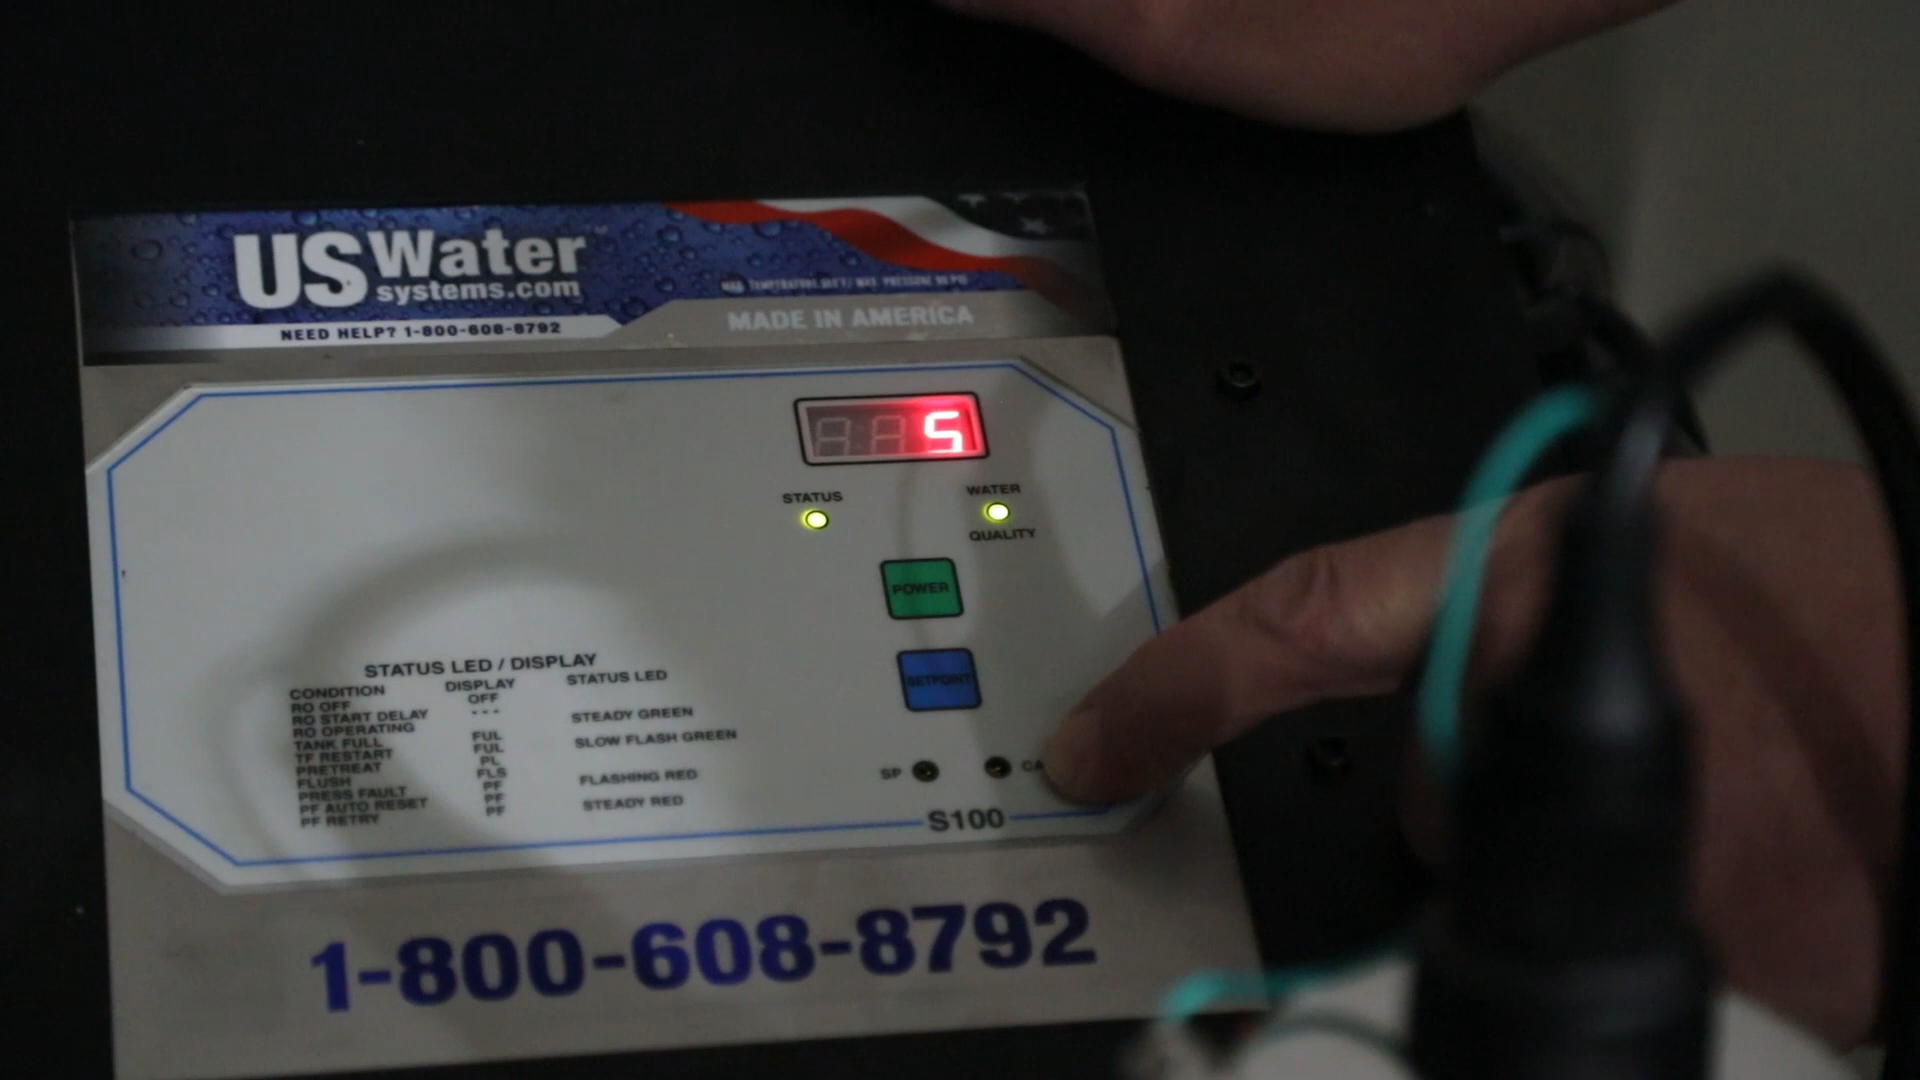 US Water
systems.com
NEED HELP? 1-800-608-8792
MADE IN AMERICA
5
STATUS
WATER
QUALITY
POWER
SETPOINT
STATUS LED / DISPLAY
CONDITION DISPLAY STATUS LED
RO OFF OFF
RO START DELAY - - -
RO OPERATING STEADY GREEN
TANK FULL FUL SLOW FLASH GREEN
TF RESTART FUL
PRETREAT PL
FLUSH FLS
PRESS FAULT PF FLASHING RED
PF AUTO RESET PF STEADY RED
PF RETRY PF
SP
S100
1-800-608-8792